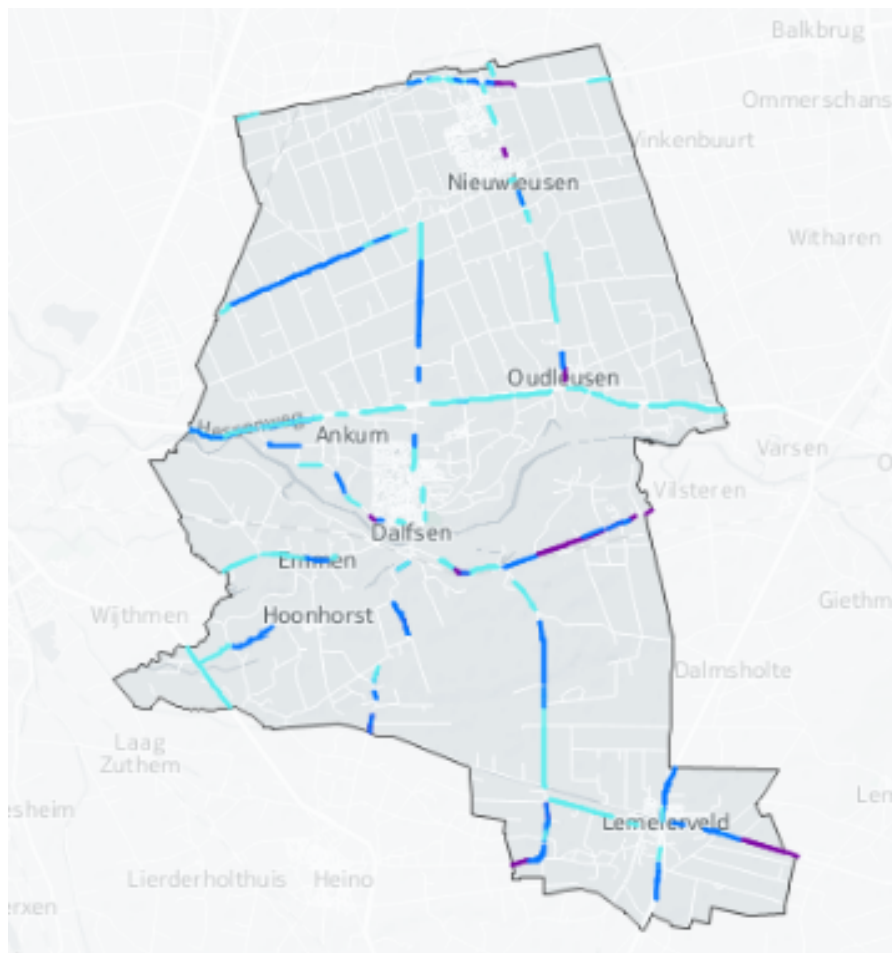 Balkbrug
Ommerschans
Vinkenbuurt
Nieuwleusen
Witharen
Oudleusen
Hessenweg
Ankum
Varsen
O
Vilsteren
Dalfsen
Emmen
Wijthmen
Hoonhorst
Giethm
Dalmsholte
Laag
Zuthem
esheim
Len
Lemelerveld
Lierderholthuis
Heino
erxen